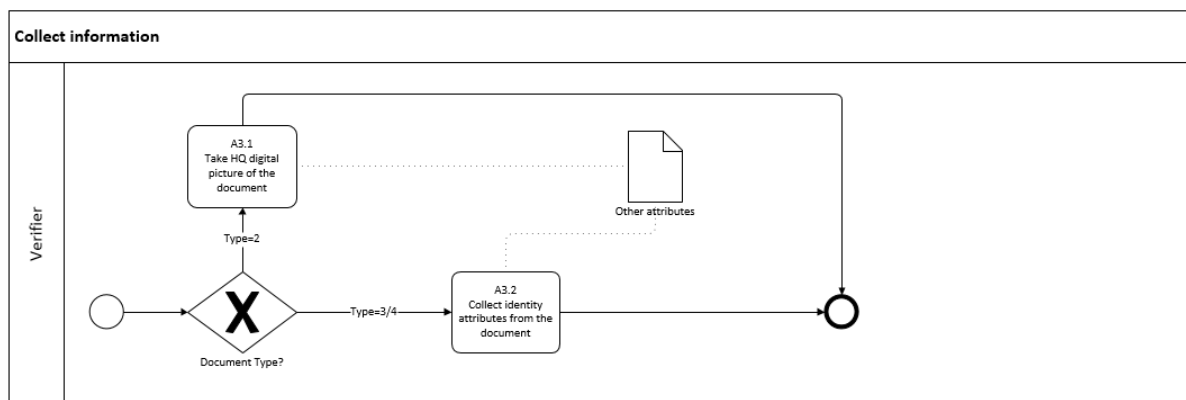 Collect information
Verifier
A3.1
Take HQ digital
picture of the
document
Other attributes
Type=2
A3.2
Collect identity
attributes from the
document
Type=3/4
X
Document Type?